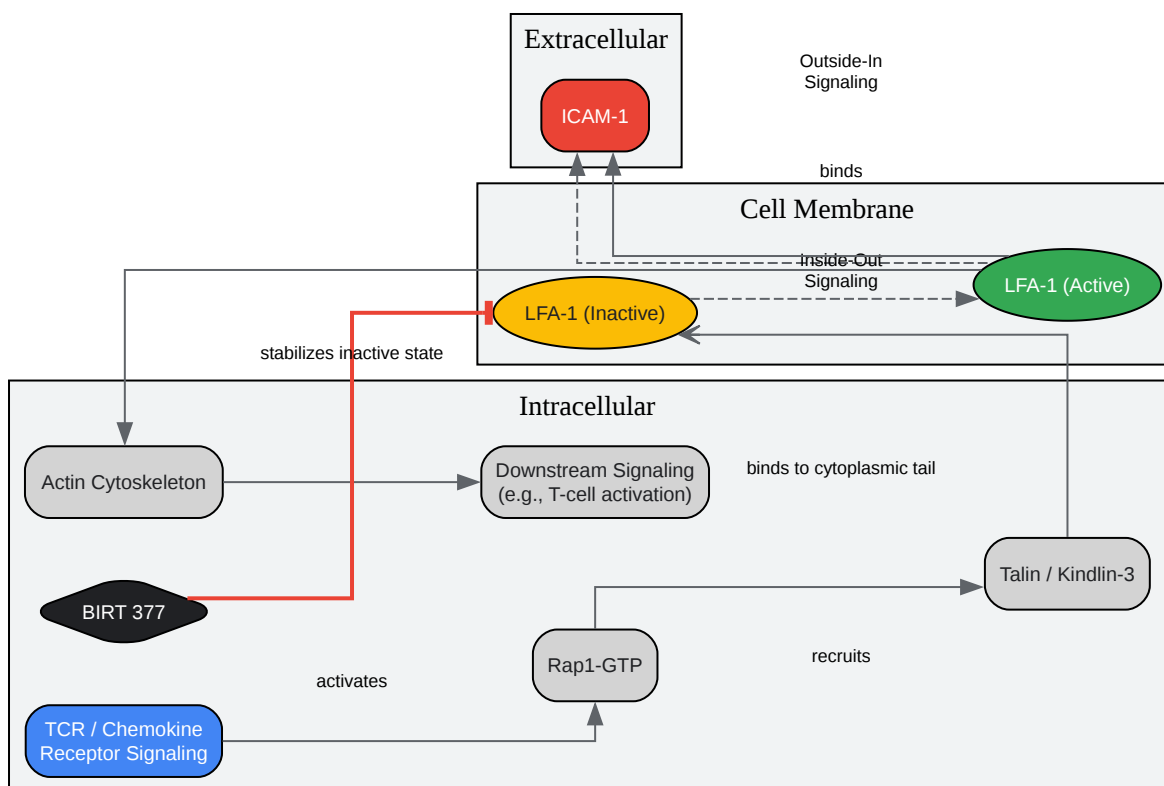 Extracellular
Outside-In
Signaling
ICAM-1
binds
Cell Membrane
Inside-Out
Signaling
LFA-1 (Active)
LFA-1 (Inactive)
stabilizes inactive state
Intracellular
Actin Cytoskeleton
Downstream Signaling
(e.g., T-cell activation)
binds to cytoplasmic tail
Talin / Kindlin-3
BIRT 377
Rap1-GTP
recruits
activates
TCR / Chemokine
Receptor Signaling